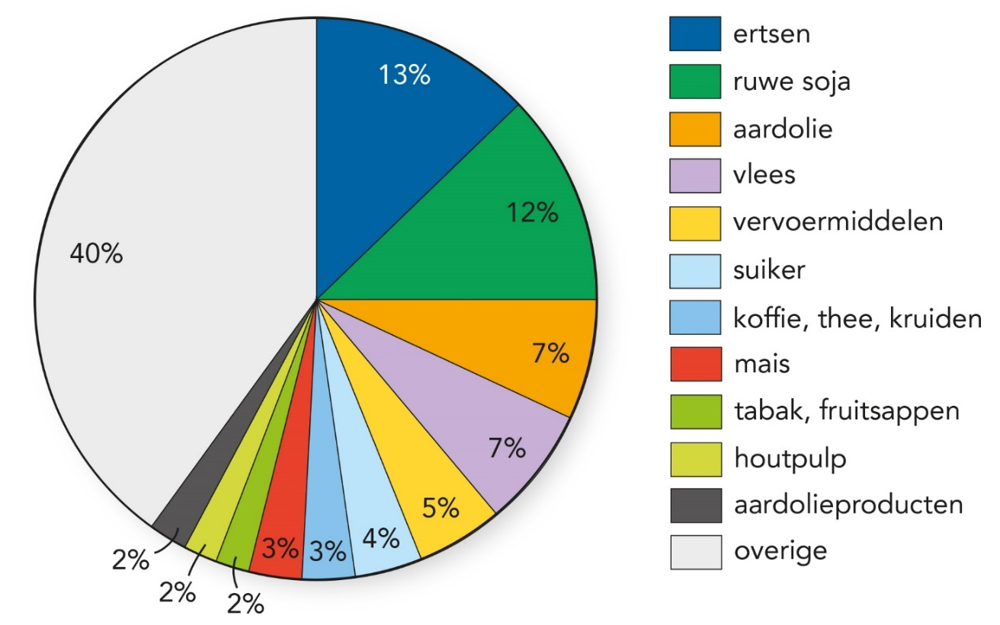 13%
12%
7%
7%
5%
4%
3%
3%
2%
2%
2%
40%
ertsen
ruwe soja
aardolie
vlees
vervoermiddelen
suiker
koffie, thee, kruiden
mais
tabak, fruitsappen
houtpulp
aardolieproducten
overige